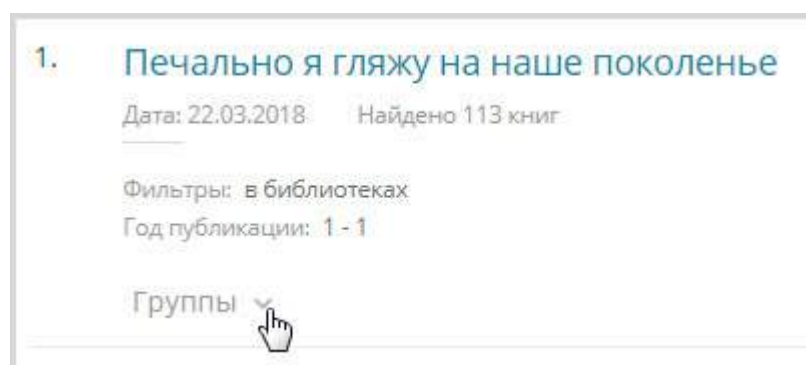 1. Печально я гляжу на наше поколенье
Дата: 22.03.2018 Найдено 113 книг
Фильтры: в библиотеках
Год публикации: 1 - 1
Группы